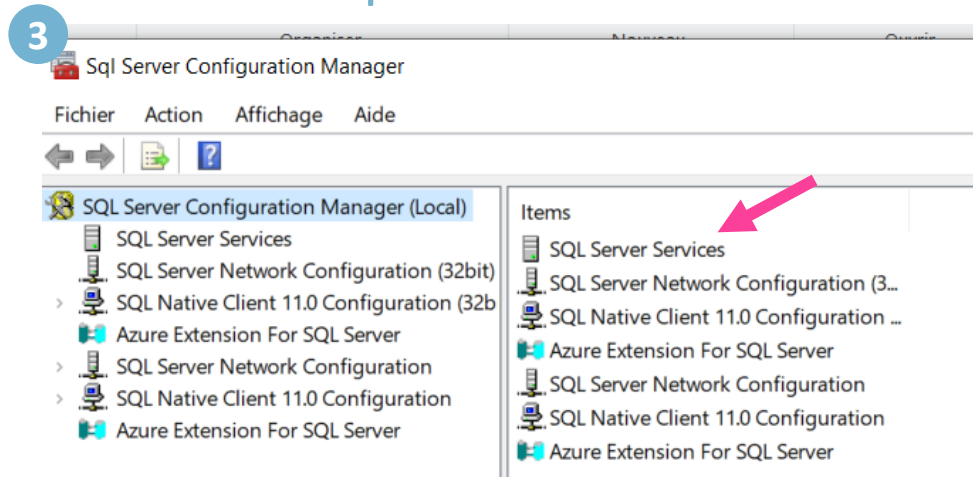 3
Sql Server Configuration Manager
Fichier Action Affichage Aide
SQL Server Configuration Manager (Local)
SQL Server Services
SQL Server Network Configuration (32bit)
SQL Native Client 11.0 Configuration (32b
Azure Extension For SQL Server
SQL Server Network Configuration
SQL Native Client 11.0 Configuration
Azure Extension For SQL Server
Items
SQL Server Services
SQL Server Network Configuration (3...
SQL Native Client 11.0 Configuration ...
Azure Extension For SQL Server
SQL Server Network Configuration
SQL Native Client 11.0 Configuration
Azure Extension For SQL Server